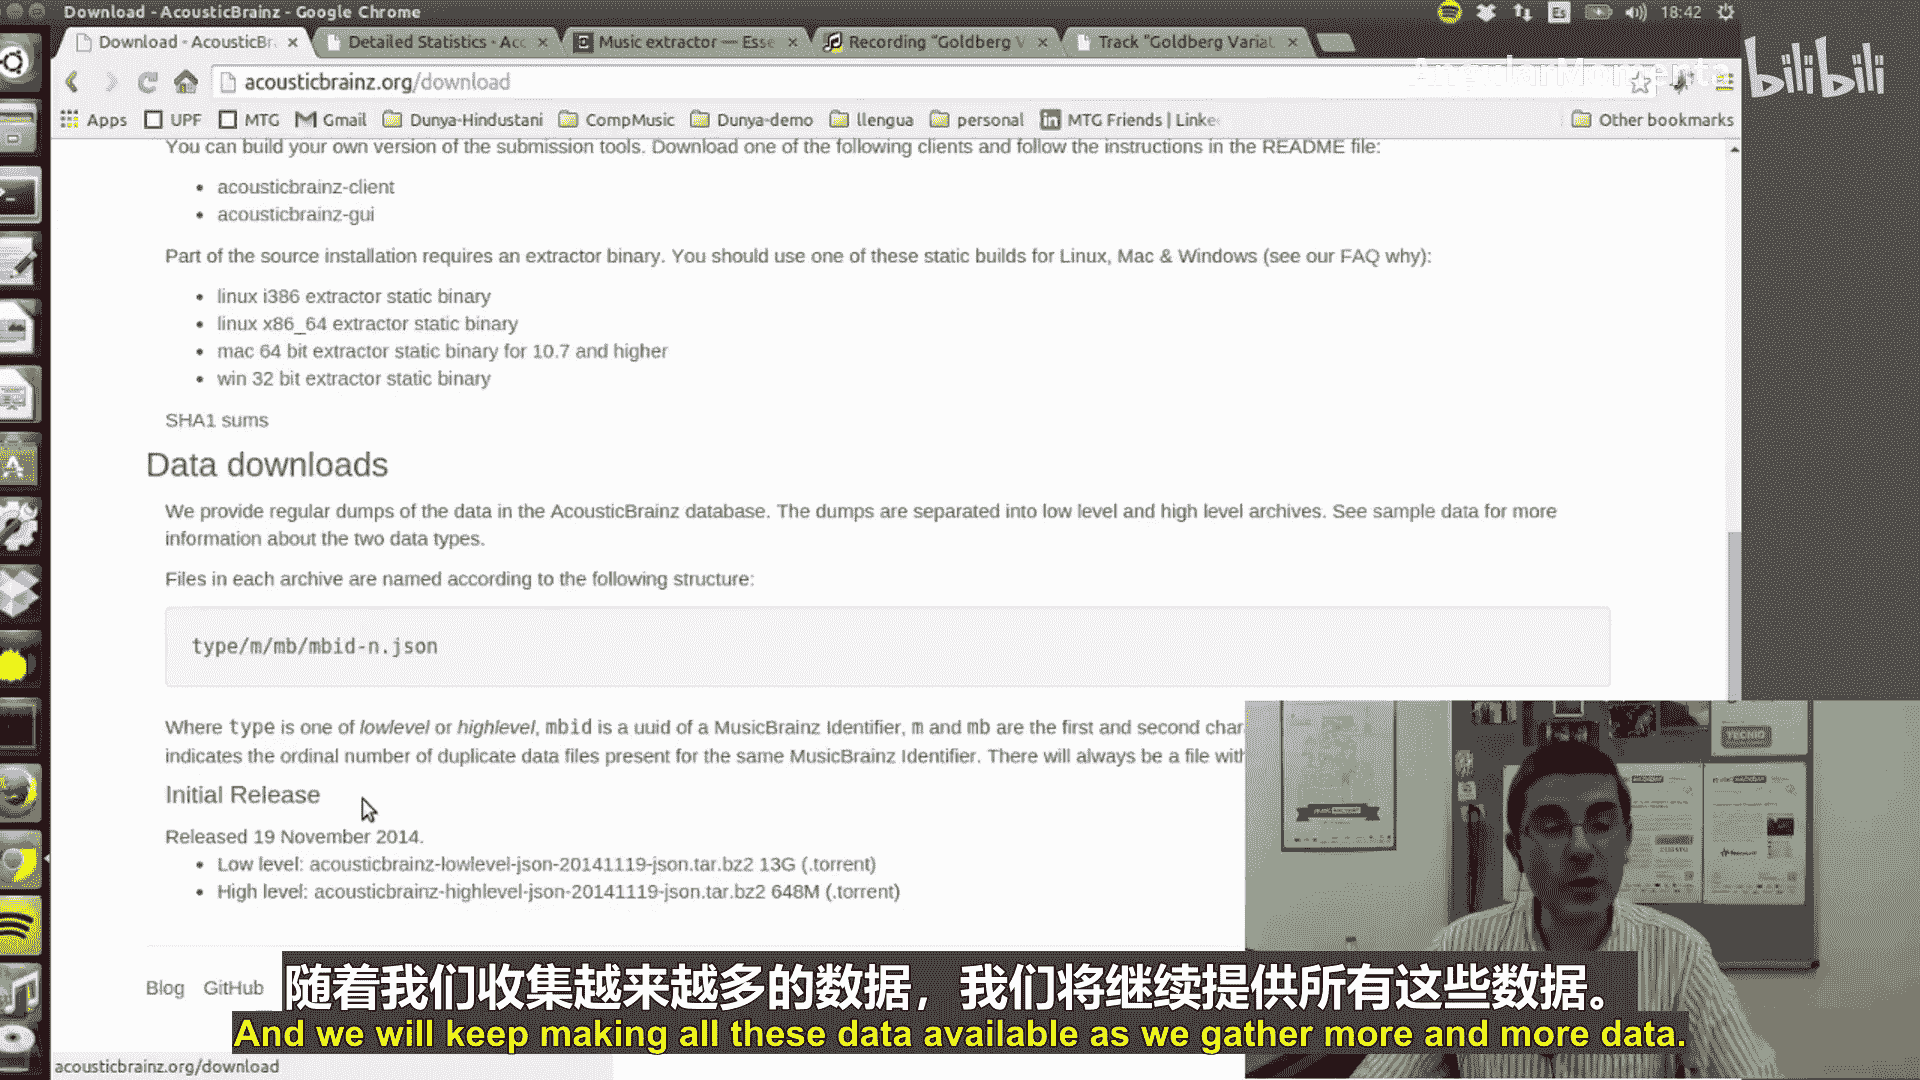 Download - AcousticBrainz - Google Chrome
Es
18:42
Download - AcousticBr
Detailed Statistics - Acc
Music extractor — Esse
Recording "Goldberg V
Track "Goldberg Variat
acousticbrainz.org/download
AngularMoment
bilibili
Apps
UPF
MTG
Gmail
Dunya-Hindustani
CompMusic
Dunya-demo
llengua
personal
MTG Friends | Linke
Other bookmarks
You can build your own version of the submission tools. Download one of the following clients and follow the instructions in the README file:
acousticbrainz-client
acousticbrainz-gui
Part of the source installation requires an extractor binary. You should use one of these static builds for Linux, Mac & Windows (see our FAQ why):
linux i386 extractor static binary
linux x86_64 extractor static binary
mac 64 bit extractor static binary for 10.7 and higher
win 32 bit extractor static binary
SHA1 sums
Data downloads
We provide regular dumps of the data in the AcousticBrainz database. The dumps are separated into low level and high level archives. See sample data for more
information about the two data types.
Files in each archive are named according to the following structure:
type/m/mb/mbid-n.json
Where type is one of lowlevel or highlevel, mbid is a uuid of a MusicBrainz Identifier, m and mb are the first and second char
indicates the ordinal number of duplicate data files present for the same MusicBrainz Identifier. There will always be a file with
TECNIO
Initial Release
Released 19 November 2014.
Low level: acousticbrainz-lowlevel-json-20141119-json.tar.bz2 13G (.torrent)
High level: acousticbrainz-highlevel-json-20141119-json.tar.bz2 648M (.torrent)
Blog
GitHub
随着我们收集越来越多的数据，我们将继续提供所有这些数据。
And we will keep making all these data available as we gather more and more data.
acousticbrainz.org/download